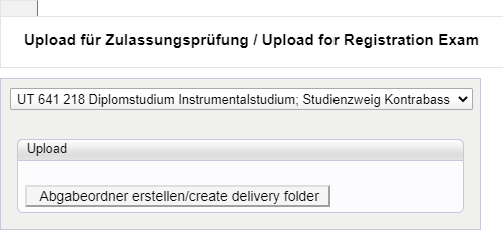 Upload für Zulassungsprüfung / Upload for Registration Exam
UT 641 218 Diplomstudium Instrumentalstudium; Studienzweig Kontrabass
Upload
Abgabeordner erstellen/create delivery folder